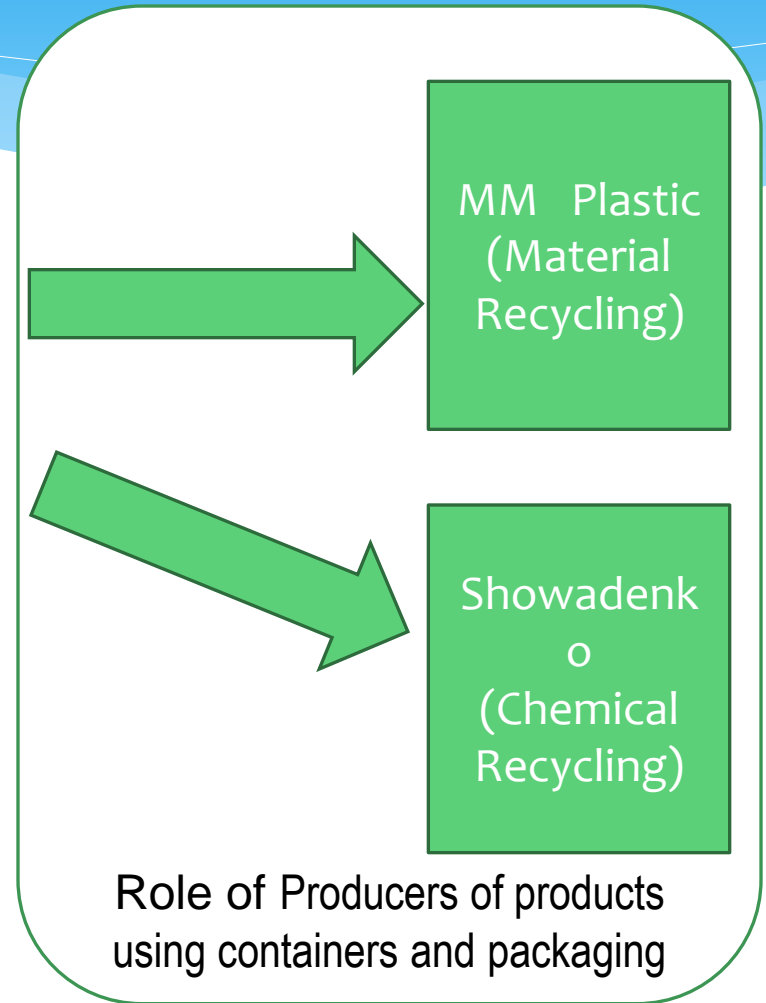 MM Plastic
(Material
Recycling)
Showadenk
o
(Chemical
Recycling)
Role of Producers of products
using containers and packaging